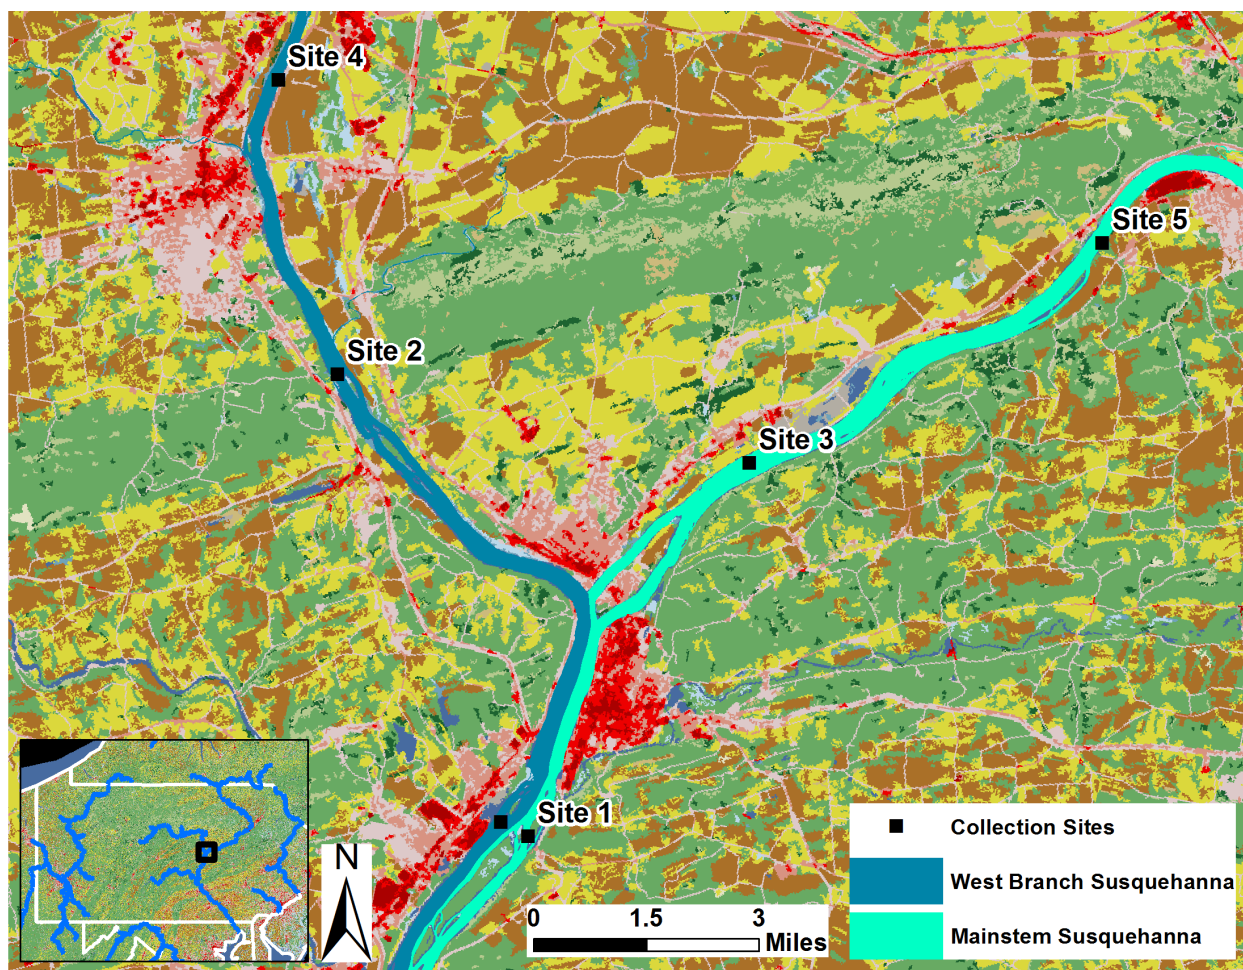 Site 4
Site 5
Site 2
Site 3
Site 1
N
0 1.5 3
Miles
Collection Sites
West Branch Susquehanna
Mainstem Susquehanna